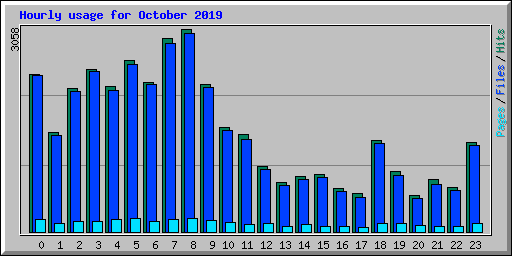 Hourly usage for October 2019
3058
Pages/Files/Hits
0 1 2 3 4 5 6 7 8 9 10 11 12 13 14 15 16 17 18 19 20 21 22 23